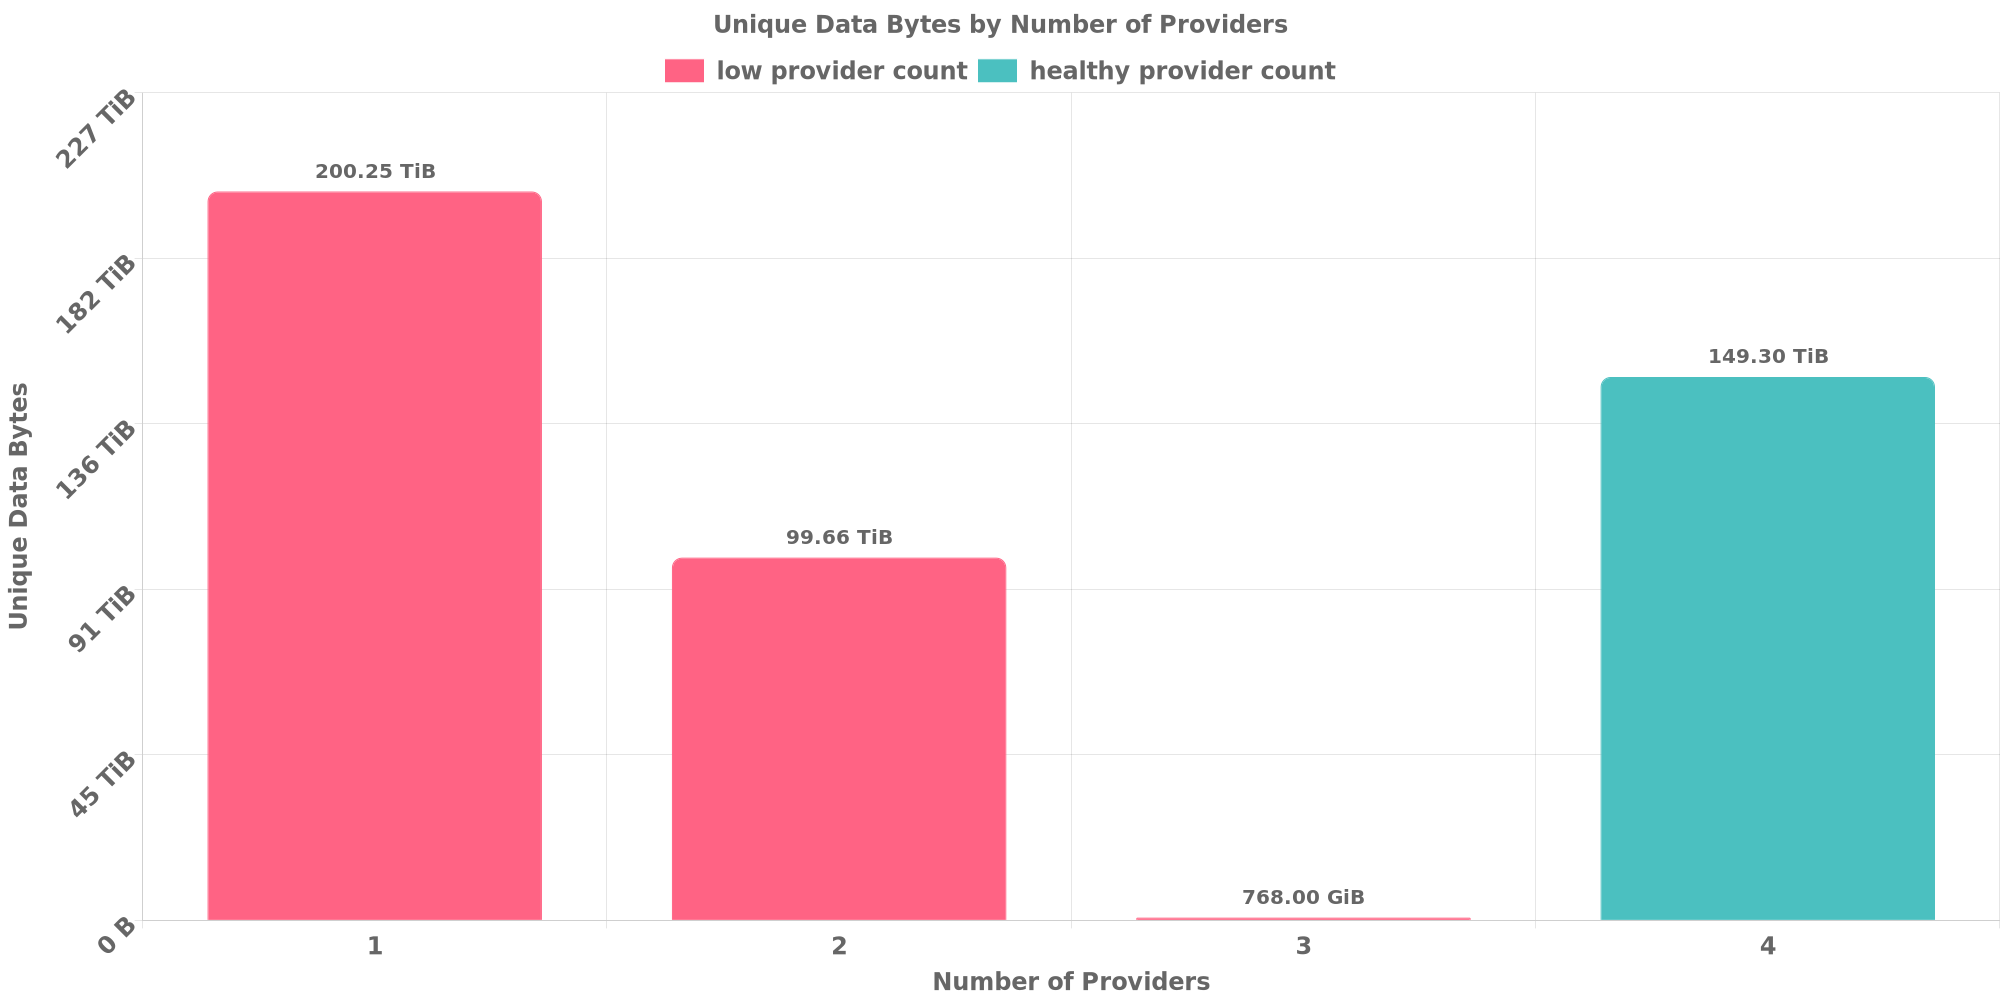 Unique Data Bytes by Number of Providers
low provider count healthy provider count
227 TiB
182 TiB
136 TiB
91 TiB
45 TiB
0 B
Unique Data Bytes
200.25 TiB
99.66 TiB
768.00 GiB
149.30 TiB
1 2 3 4
Number of Providers